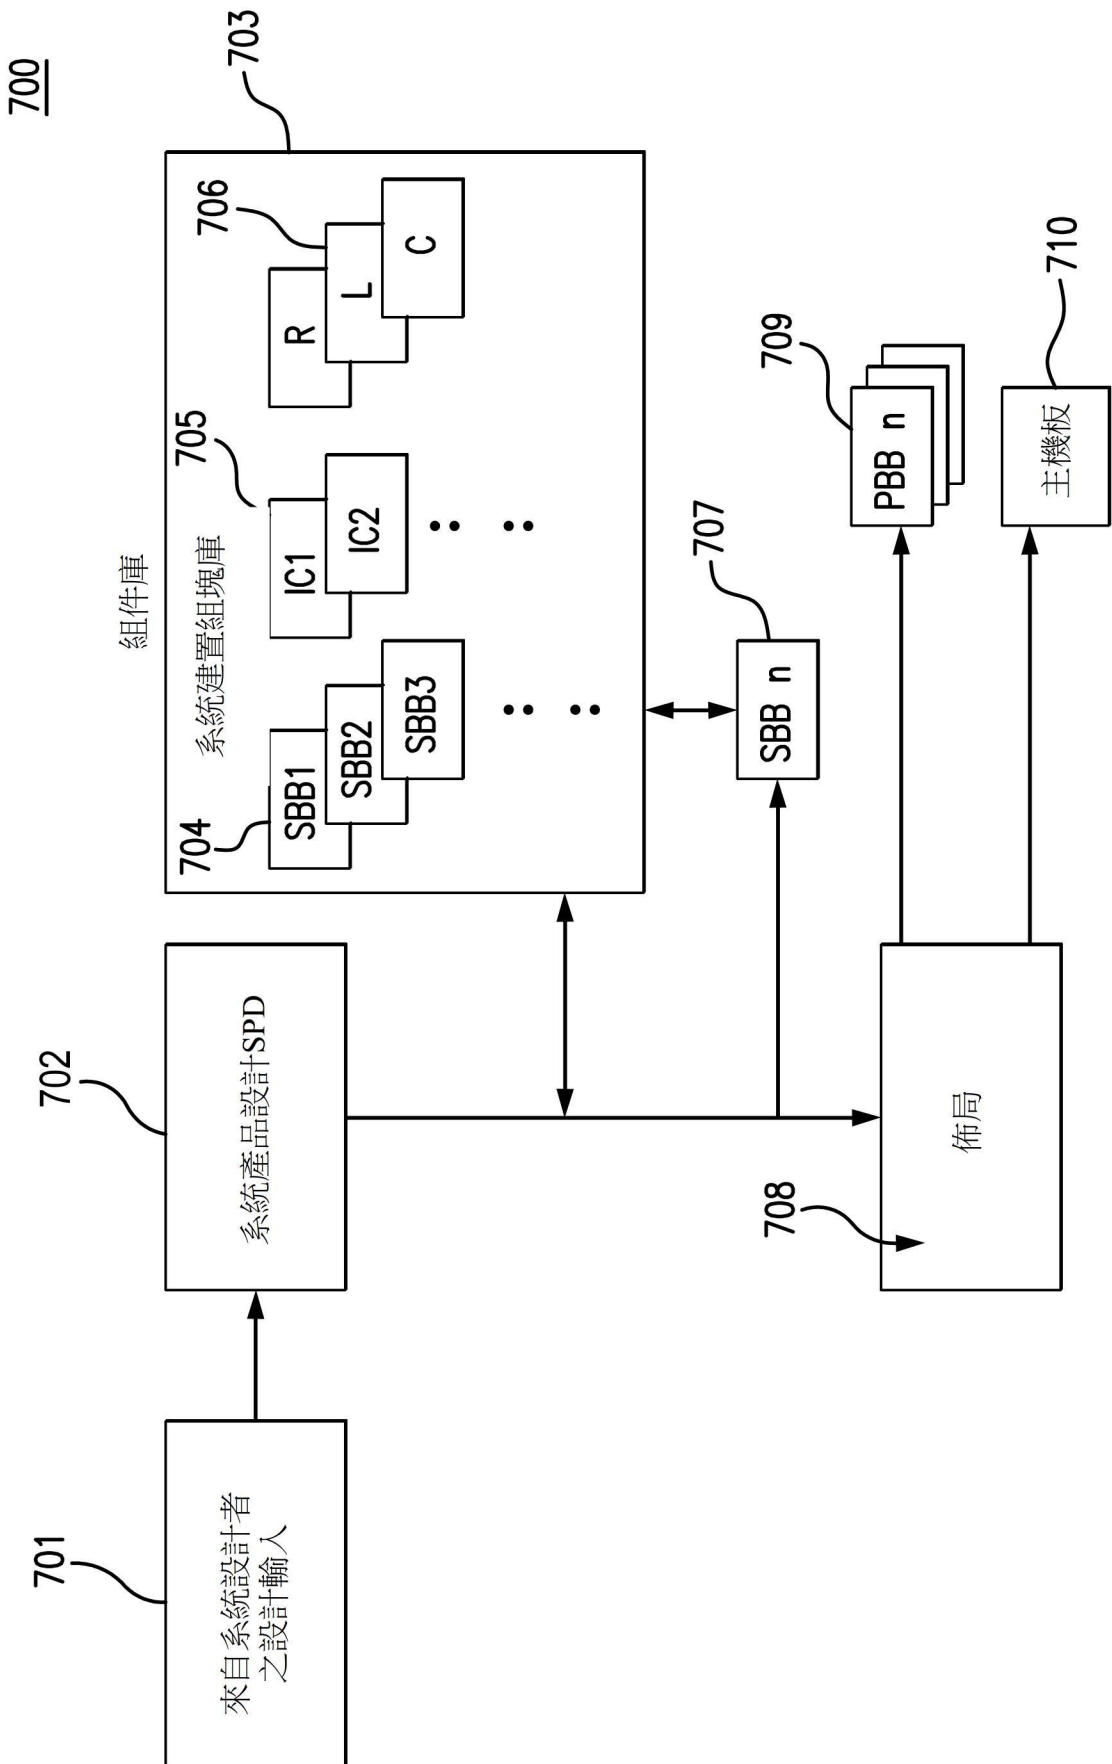 700
701
來自系統設計者
之設計輸入
702
系統產品設計SPD
組件庫
703
系統建置組塊庫
704
SBB1
SBB2
SBB3
705
IC1
IC2
706
R
L
C
707
SBB n
708
佈局
709
PBB n
710
主機板